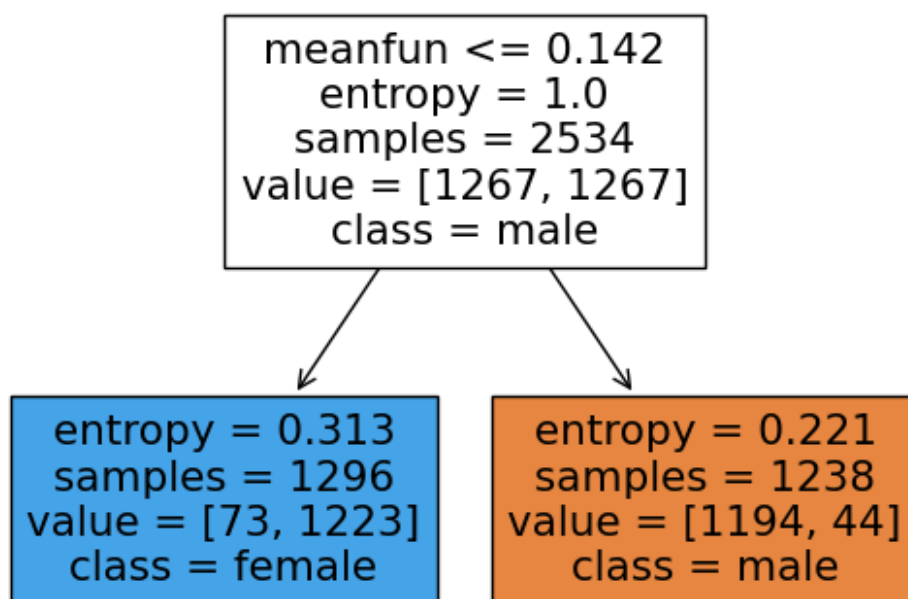 meanfun <= 0.142
entropy = 1.0
samples = 2534
value = [1267, 1267]
class = male
entropy = 0.313
samples = 1296
value = [73, 1223]
class = female
entropy = 0.221
samples = 1238
value = [1194, 44]
class = male